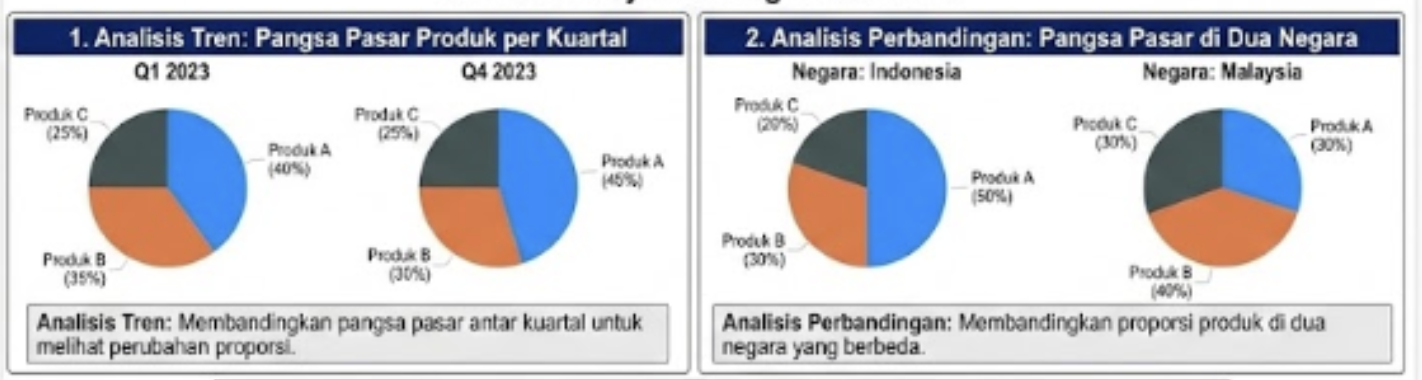 1. Analisis Tren: Pangsa Pasar Produk per Kuartal
Q1 2023
Q4 2023
Produk C
(25%)
Produk A
(40%)
Produk B
(35%)
Produk C
(25%)
Produk A
(45%)
Produk B
(30%)
Analisis Tren: Membandingkan pangsa pasar antar kuartal untuk
melihat perubahan proporsi.
2. Analisis Perbandingan: Pangsa Pasar di Dua Negara
Negara: Indonesia
Negara: Malaysia
Produk C
(20%)
Produk A
(50%)
Produk B
(30%)
Produk C
(30%)
Produk A
(30%)
Produk B
(40%)
Analisis Perbandingan: Membandingkan proporsi produk di dua
negara yang berbeda.